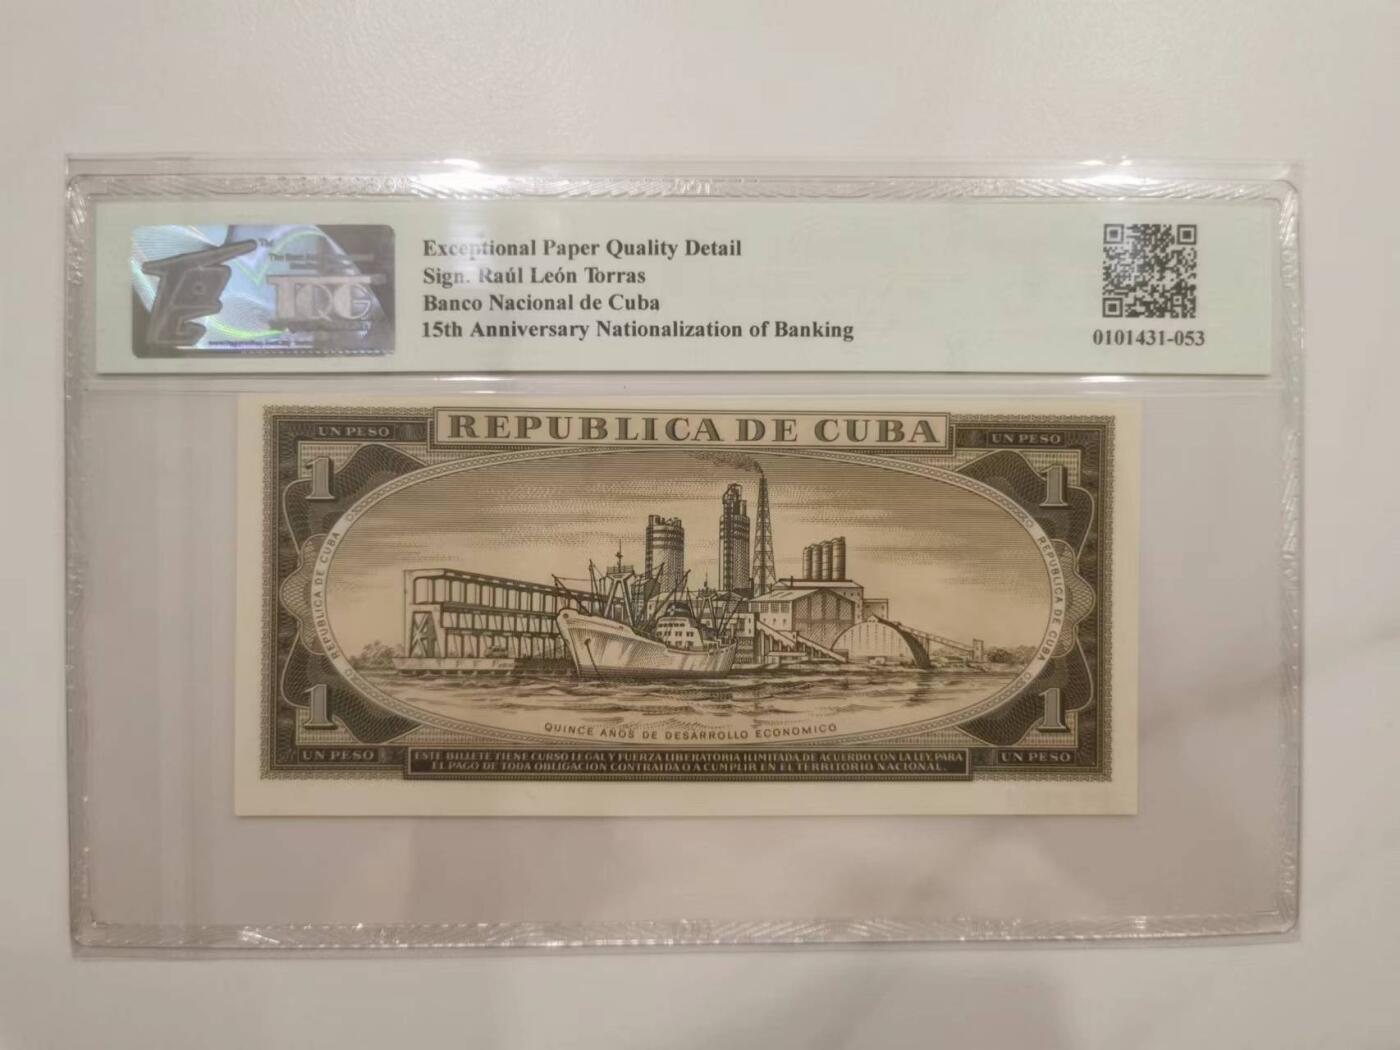 Exceptional Paper Quality Detail
Sign. Raúl León Torras
Banco Nacional de Cuba
15th Anniversary Nationalization of Banking
0101431-053
TM
TQG
REPUBLICA DE CUBA
UN PESO
UN PESO
1
1
REPUBLICA DE CUBA
REPUBLICA DE CUBA
1
1
QUINCE AÑOS DE DESARROLLO ECONOMICO
UN PESO
UN PESO
ESTE BILLETE TIENE CURSO LEGAL Y FUERZA LIBERATORIA ILIMITADA, DE ACUERDO CON LA LEY, PARA
EL PAGO DE TODA OBLIGACION CONTRAIDA O A CUMPLIR EN EL TERRITORIO NACIONAL.